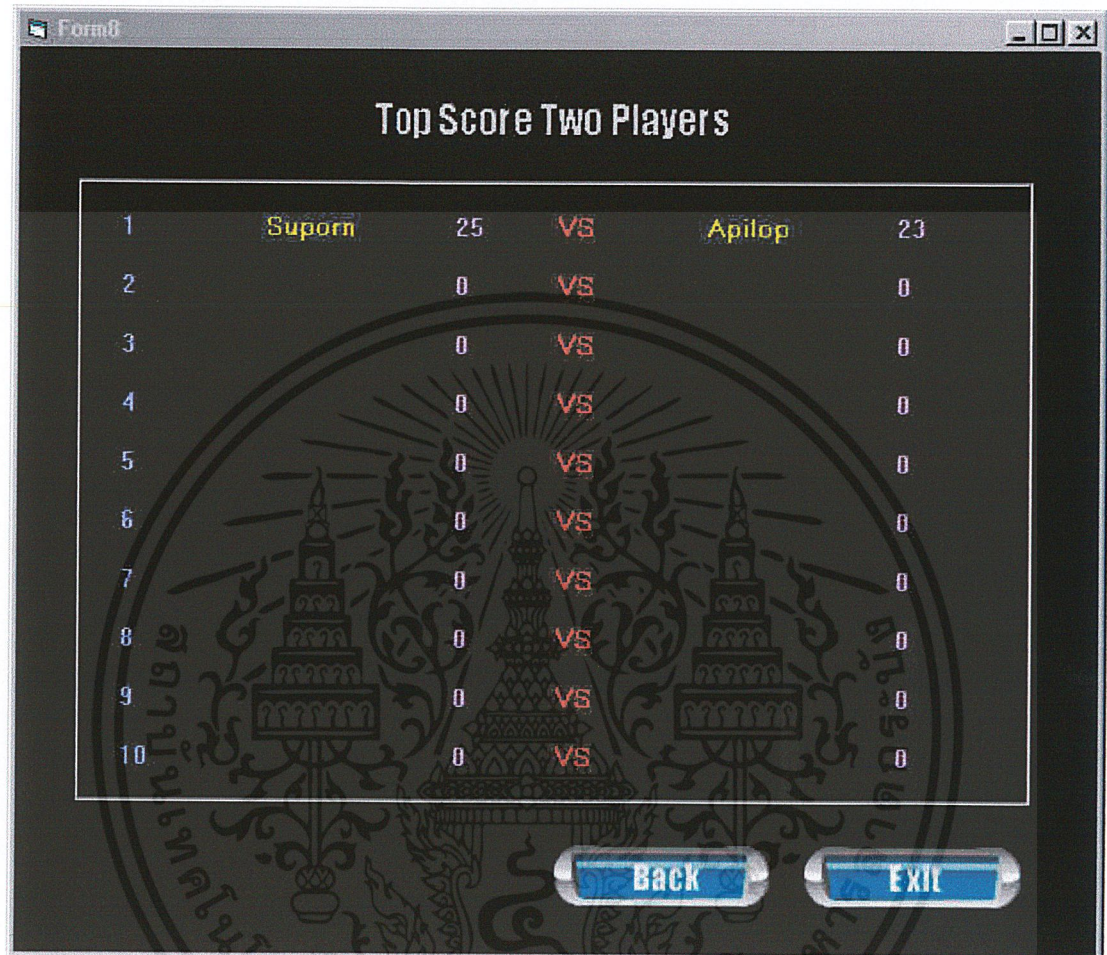 Form8
Top Score Two Players
1 Suporn 25 VS Apilop 23
2 0 VS 0
3 0 VS 0
4 0 VS 0
5 0 VS 0
6 0 VS 0
7 0 VS 0
8 0 VS 0
9 0 VS 0
10 0 VS 0
Back Exit